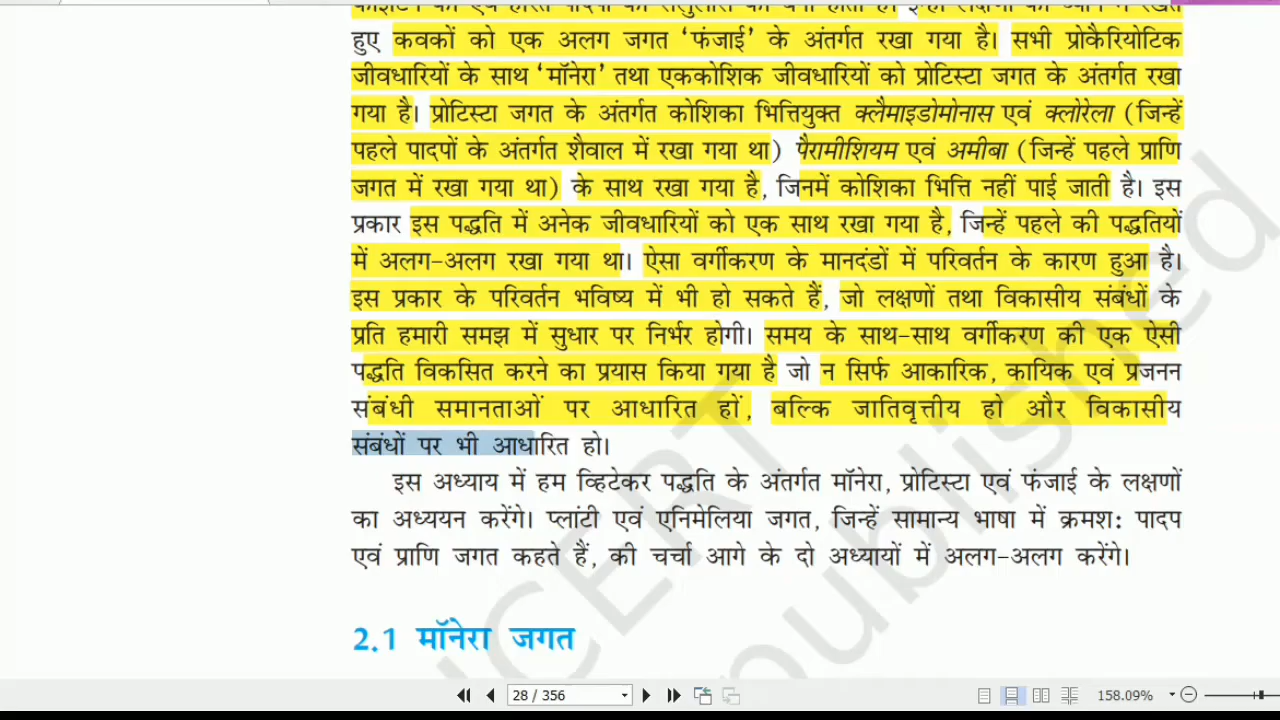 हुए कवकों को एक अलग जगत ‘फंजाई’ के अंतर्गत रखा गया है। सभी प्रोकैरियोटिक
जीवधारियों के साथ ‘मॉनेरा’ तथा एककोशिक जीवधारियों को प्रोटिस्टा जगत के अंतर्गत रखा
गया है। प्रोटिस्टा जगत के अंतर्गत कोशिका भित्तियुक्त क्लैमाइडोमोनास एवं क्लोरेला (जिन्हें
पहले पादपों के अंतर्गत शैवाल में रखा गया था) पैरामीशियम एवं अमीबा (जिन्हें पहले प्राणि
जगत में रखा गया था) के साथ रखा गया है, जिनमें कोशिका भित्ति नहीं पाई जाती है। इस
प्रकार इस पद्धति में अनेक जीवधारियों को एक साथ रखा गया है, जिन्हें पहले की पद्धतियों
में अलग-अलग रखा गया था। ऐसा वर्गीकरण के मानदंडों में परिवर्तन के कारण हुआ है।
इस प्रकार के परिवर्तन भविष्य में भी हो सकते हैं, जो लक्षणों तथा विकासीय संबंधों के
प्रति हमारी समझ में सुधार पर निर्भर होगी। समय के साथ-साथ वर्गीकरण की एक ऐसी
पद्धति विकसित करने का प्रयास किया गया है जो न सिर्फ आकारिक, कायिक एवं प्रजनन
संबंधी समानताओं पर आधारित हों, बल्कि जातिवृत्तीय हो और विकासीय
संबंधों पर भी आधारित हो।
इस अध्याय में हम व्हिटेकर पद्धति के अंतर्गत मॉनेरा, प्रोटिस्टा एवं फंजाई के लक्षणों
का अध्ययन करेंगे। प्लांटी एवं एनिमेलिया जगत, जिन्हें सामान्य भाषा में क्रमश: पादप
एवं प्राणि जगत कहते हैं, की चर्चा आगे के दो अध्यायों में अलग-अलग करेंगे।
2.1 मॉनेरा जगत
NCERT
published
28 / 356
158.09%